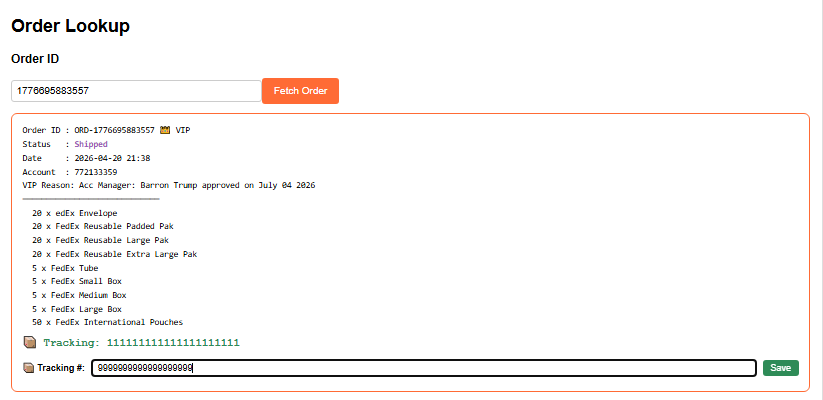 Order Lookup
Order ID
1776695883557 Fetch Order
Order ID : ORD-1776695883557 👑 VIP
Status : Shipped
Date : 2026-04-20 21:38
Account : 772133359
VIP Reason: Acc Manager: Barron Trump approved on July 04 2026
20 x edEx Envelope
20 x FedEx Reusable Padded Pak
20 x FedEx Reusable Large Pak
20 x FedEx Reusable Extra Large Pak
5 x FedEx Tube
5 x FedEx Small Box
5 x FedEx Medium Box
5 x FedEx Large Box
50 x FedEx International Pouches
📦 Tracking: 111111111111111111111
📦 Tracking #: 9999999999999999999 Save